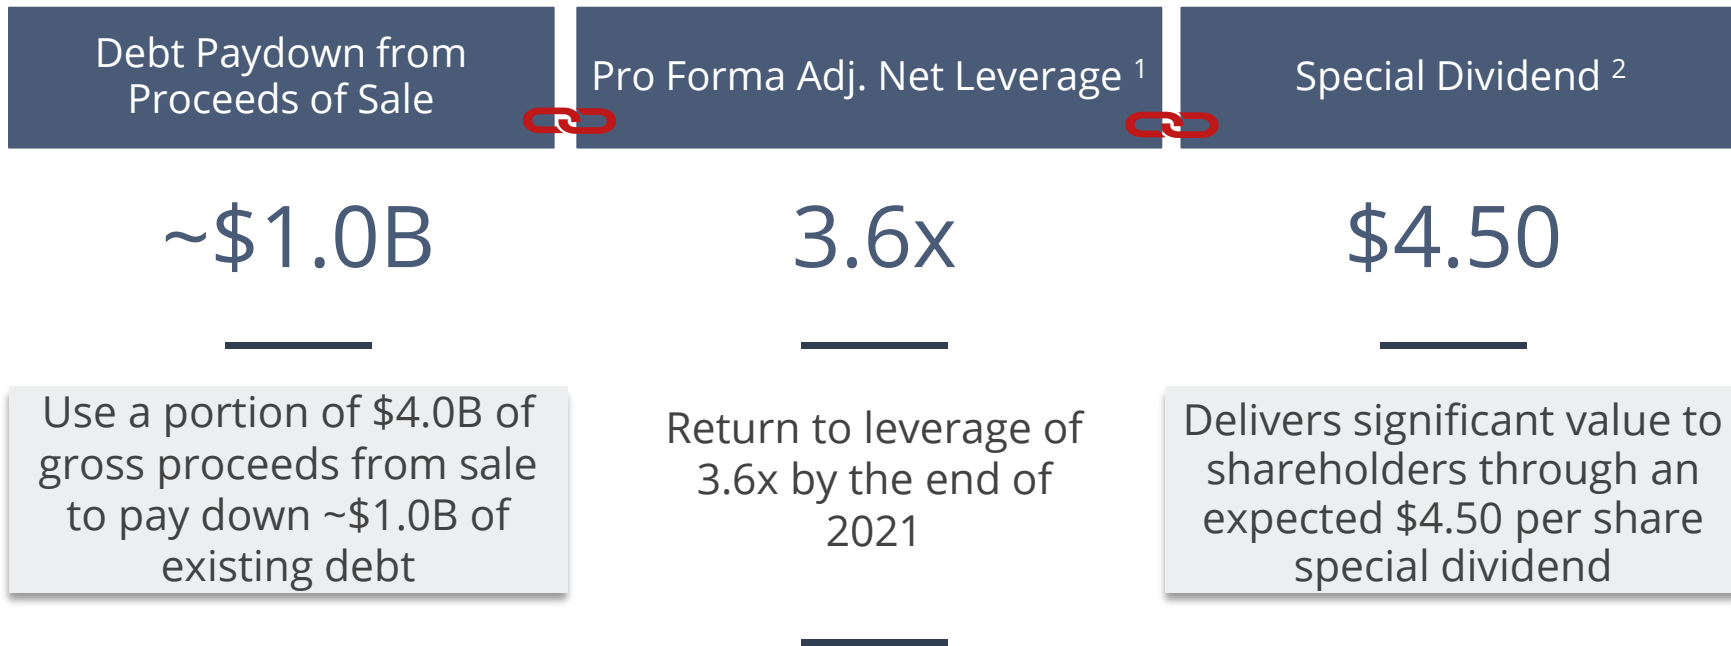 Debt Paydown from
Proceeds of Sale
Pro Forma Adj. Net Leverage 1
Special Dividend 2
~$1.0B
3.6x
$4.50
Use a portion of $4.0B of
gross proceeds from sale
to pay down ~$1.0B of
existing debt
Return to leverage of
3.6x by the end of
2021
Delivers significant value to
shareholders through an
expected $4.50 per share
special dividend